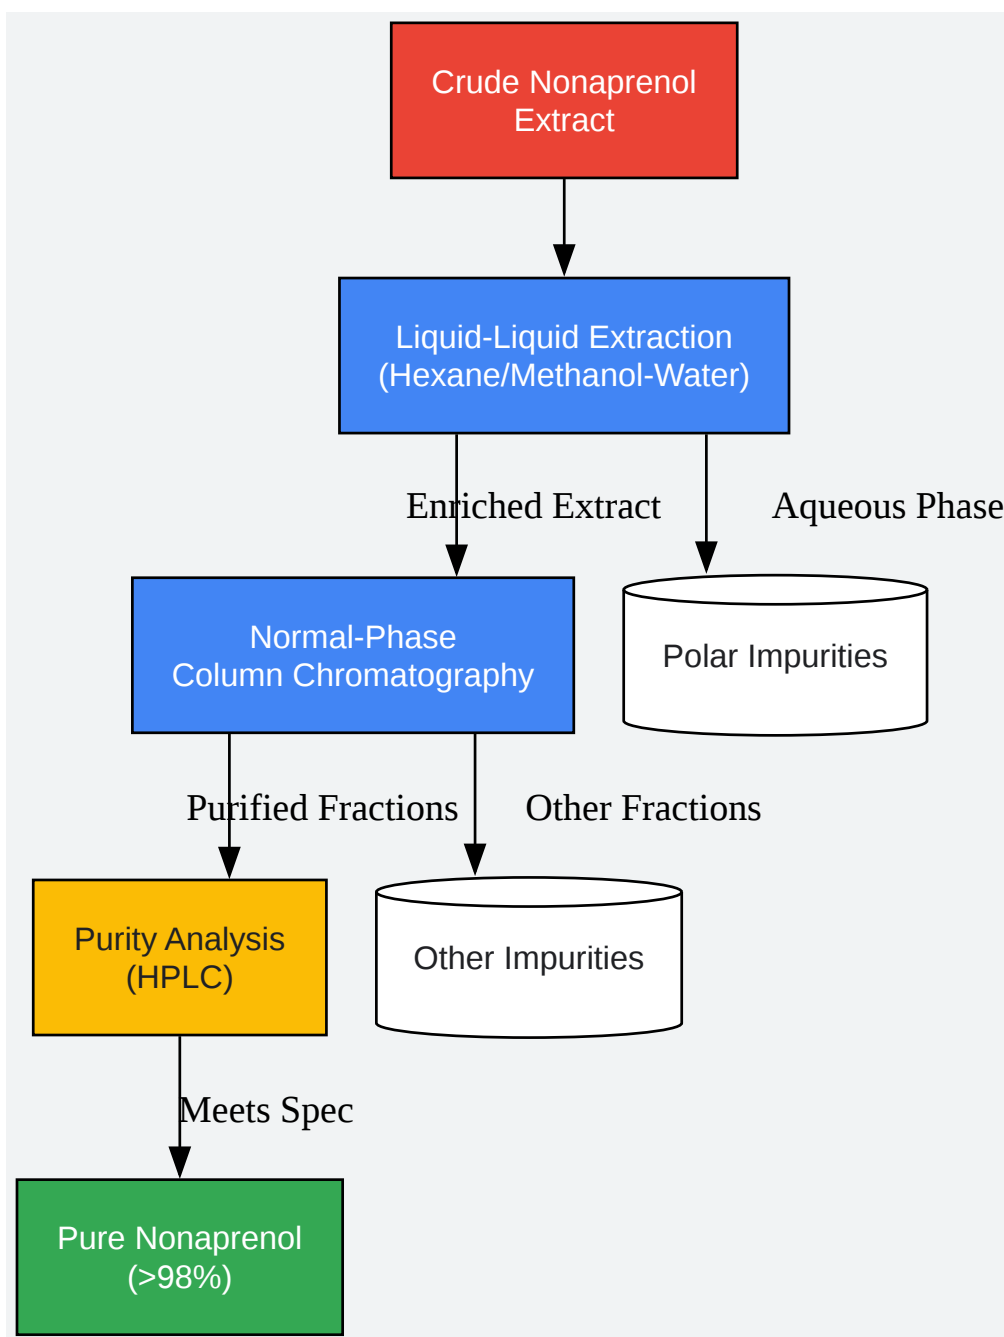 Crude Nonaprenol
Extract
Liquid-Liquid Extraction
(Hexane/Methanol-Water)
Enriched Extract
Aqueous Phase
Normal-Phase
Column Chromatography
Polar Impurities
Purified Fractions
Other Fractions
Purity Analysis
(HPLC)
Other Impurities
Meets Spec
Pure Nonaprenol
(>98%)